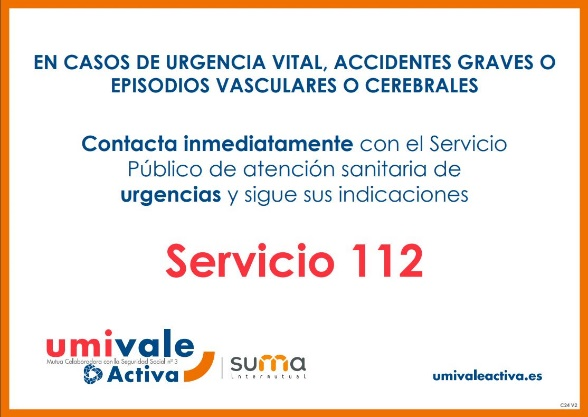 EN CASOS DE URGENCIA VITAL, ACCIDENTES GRAVES O
EPISODIOS VASCULARES O CEREBRALES
Contacta inmediatamente con el Servicio
Público de atención sanitaria de
urgencias y sigue sus indicaciones
Servicio 112
umivale
Mutua Colaboradora con la Seguridad Social nº 3
Activa
suma
intermutual
umivaleactiva.es
C24 V2